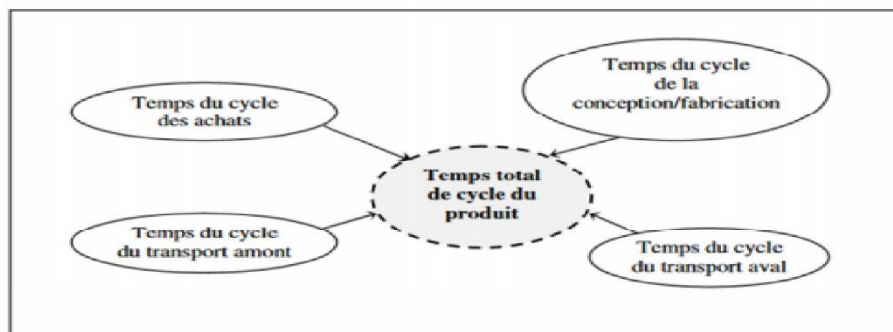 Temps du cycle
des achats
Temps du cycle
de la
conception/fabrication
Temps total
de cycle du
produit
Temps du cycle
du transport amont
Temps du cycle
du transport aval